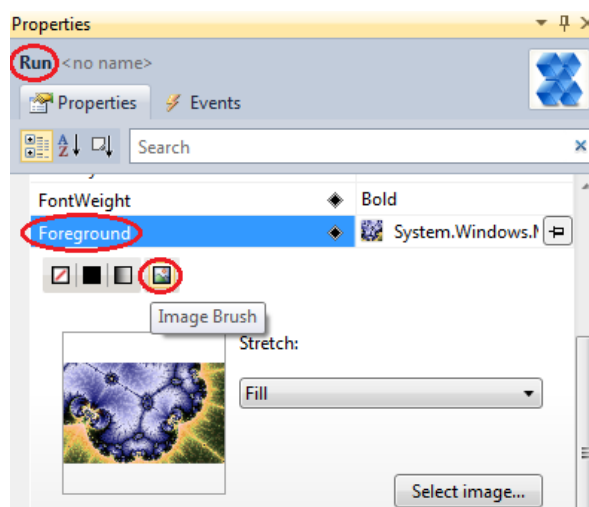 Properties
Run <no name>
Properties Events
Search
FontWeight Bold
Foreground System.Windows.M
Image Brush
Stretch:
Fill
Select image...